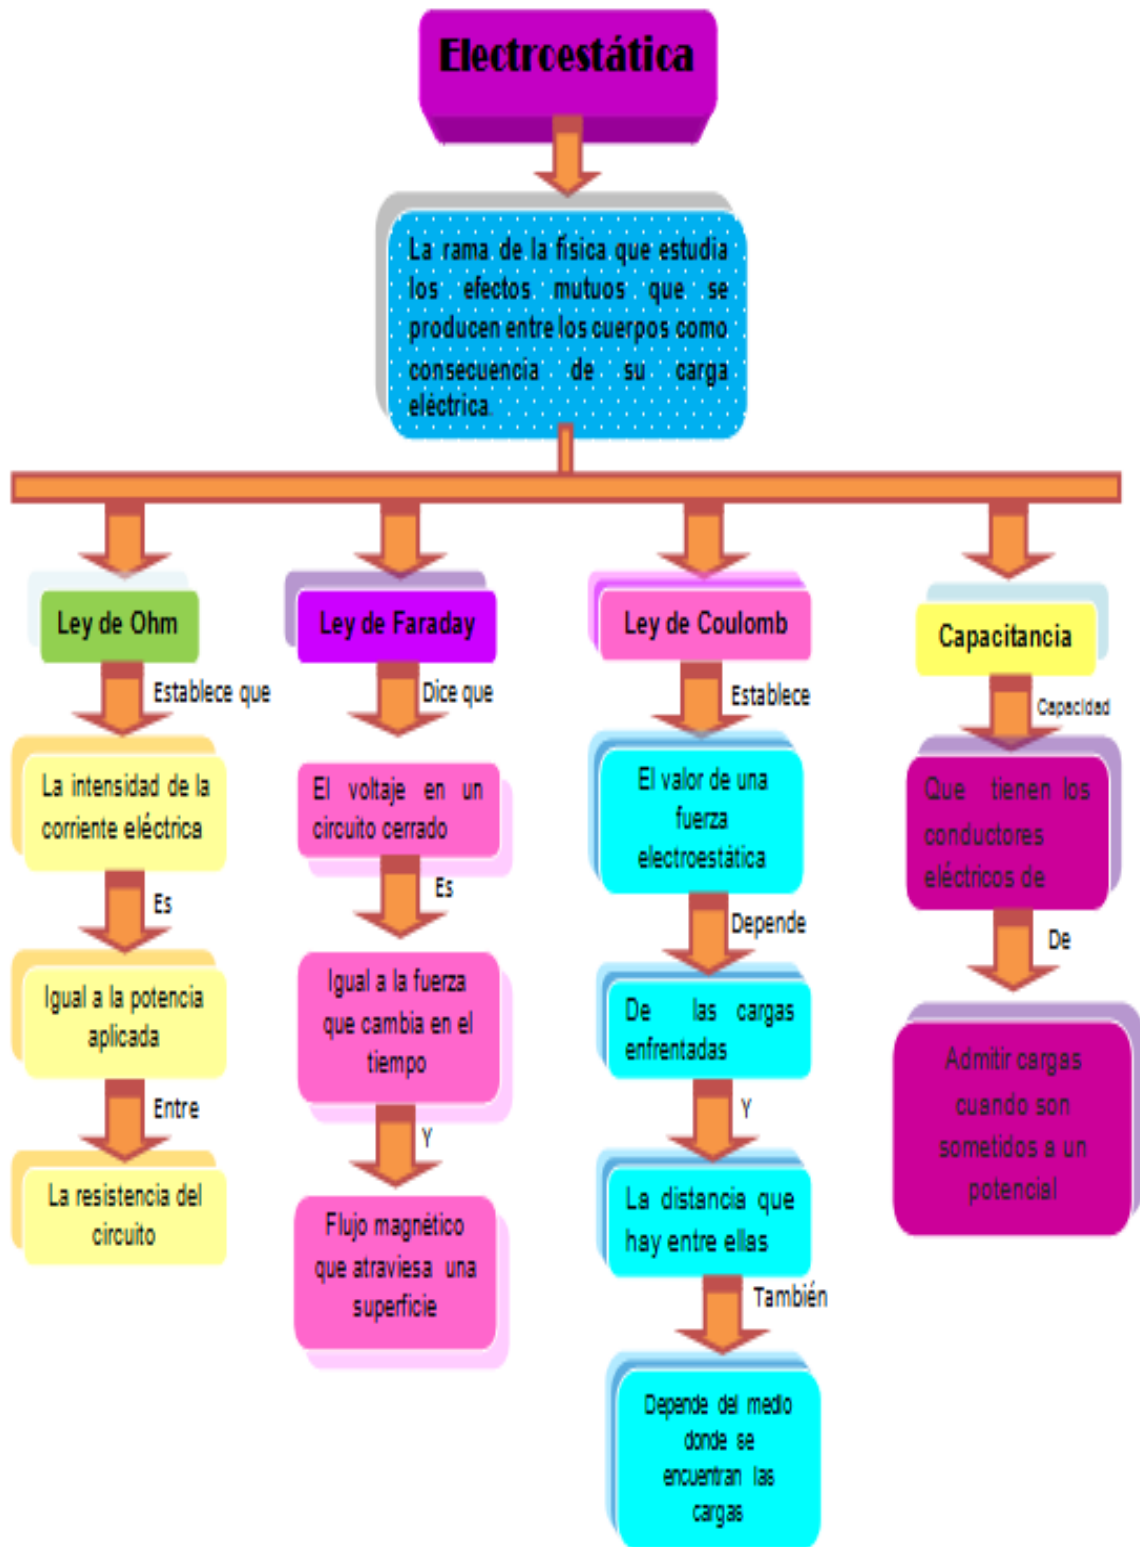 Electroestática
La rama de la física que estudia
los efectos mutuos que se
producen entre los cuerpos como
consecuencia de su carga
eléctrica.
Ley de Ohm
Establece que
La intensidad de la
corriente eléctrica
Es
Igual a la potencia
aplicada
Entre
La resistencia del
circuito
Ley de Faraday
Dice que
El voltaje en un
circuito cerrado
Es
Igual a la fuerza
que cambia en el
tiempo
Y
Flujo magnético
que atraviesa una
superficie
Ley de Coulomb
Establece
El valor de una
fuerza
electroestática
Depende
De las cargas
enfrentadas
Y
La distancia que
hay entre ellas
También
Depende del medio
donde se
encuentran las
cargas
Capacitancia
Capacidad
Que tienen los
conductores
eléctricos de
De
Admitir cargas
cuando son
sometidos a un
potencial